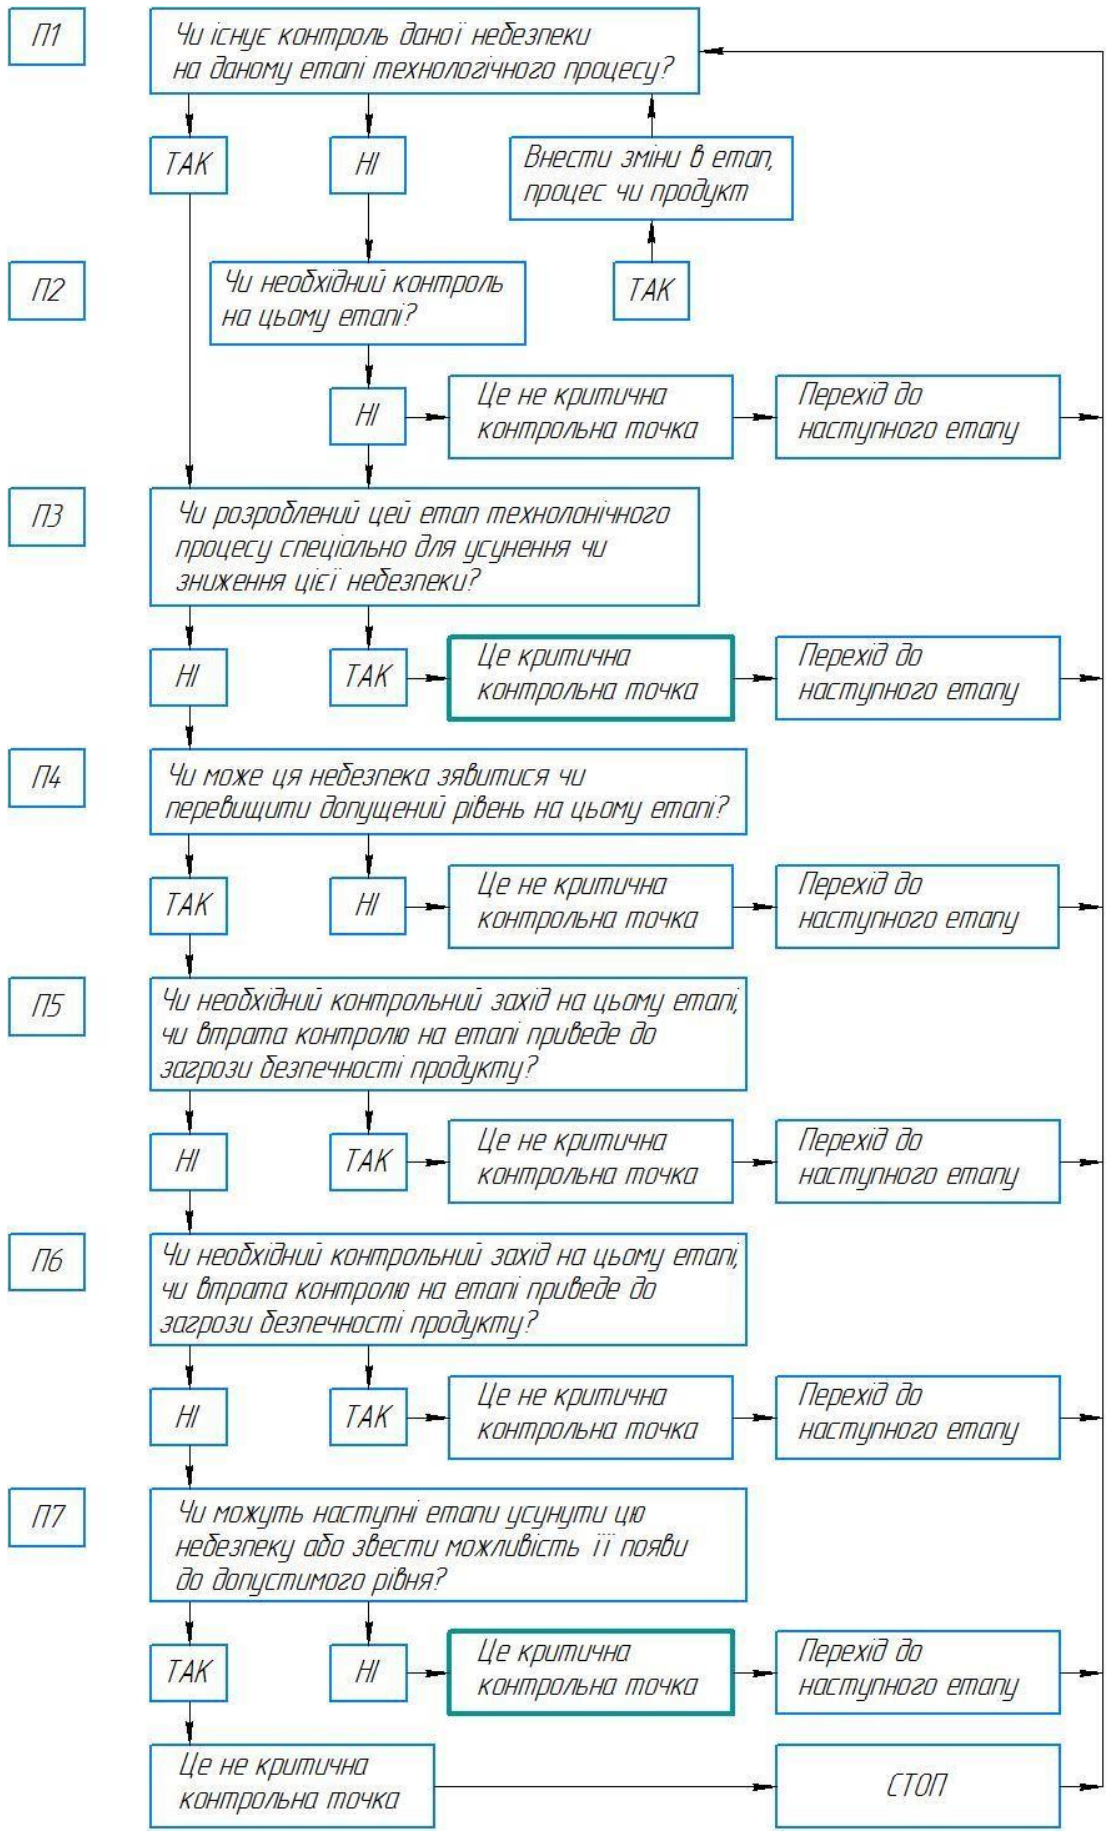 П1
Чи існує контроль даної небезпеки
на даному етапі технологічного процесу?
ТАК
НІ
Внести зміни в етап,
процес чи продукт
П2
Чи необхідний контроль
на цьому етапі?
ТАК
НІ
Це не критична
контрольна точка
Перехід до
наступного етапу
П3
Чи розроблений цей етап технолонічного
процесу спеціально для усунення чи
зниження цієї небезпеки?
НІ
ТАК
Це критична
контрольна точка
Перехід до
наступного етапу
П4
Чи може ця небезпека зявитися чи
перевищити допущений рівень на цьому етапі?
ТАК
НІ
Це не критична
контрольна точка
Перехід до
наступного етапу
П5
Чи необхідний контрольний захід на цьому етапі,
чи втрата контролю на етапі приведе до
загрози безпечності продукту?
НІ
ТАК
Це не критична
контрольна точка
Перехід до
наступного етапу
П6
Чи необхідний контрольний захід на цьому етапі,
чи втрата контролю на етапі приведе до
загрози безпечності продукту?
НІ
ТАК
Це не критична
контрольна точка
Перехід до
наступного етапу
П7
Чи можуть наступні етапи усунути цю
небезпеку або звести можливість її появи
до допустимого рівня?
ТАК
НІ
Це критична
контрольна точка
Перехід до
наступного етапу
Це не критична
контрольна точка
СТОП